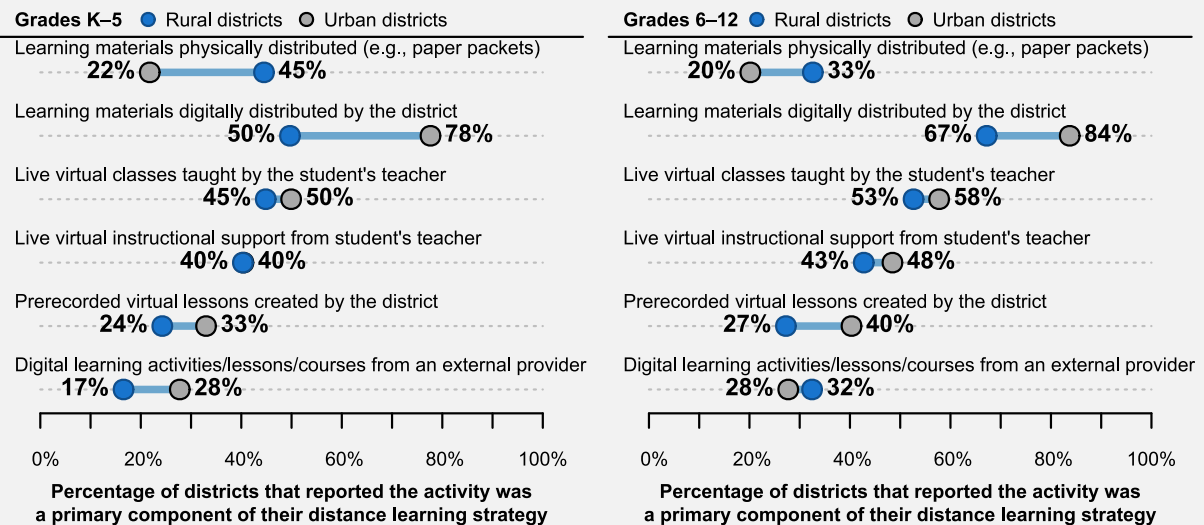 Grades K–5 Rural districts Urban districts
Learning materials physically distributed (e.g., paper packets)
22% 45%
Learning materials digitally distributed by the district
50% 78%
Live virtual classes taught by the student's teacher
45% 50%
Live virtual instructional support from student's teacher
40% 40%
Prerecorded virtual lessons created by the district
24% 33%
Digital learning activities/lessons/courses from an external provider
17% 28%
0% 20% 40% 60% 80% 100%
Percentage of districts that reported the activity was
a primary component of their distance learning strategy
Grades 6–12 Rural districts Urban districts
Learning materials physically distributed (e.g., paper packets)
20% 33%
Learning materials digitally distributed by the district
67% 84%
Live virtual classes taught by the student's teacher
53% 58%
Live virtual instructional support from student's teacher
43% 48%
Prerecorded virtual lessons created by the district
27% 40%
Digital learning activities/lessons/courses from an external provider
28% 32%
0% 20% 40% 60% 80% 100%
Percentage of districts that reported the activity was
a primary component of their distance learning strategy